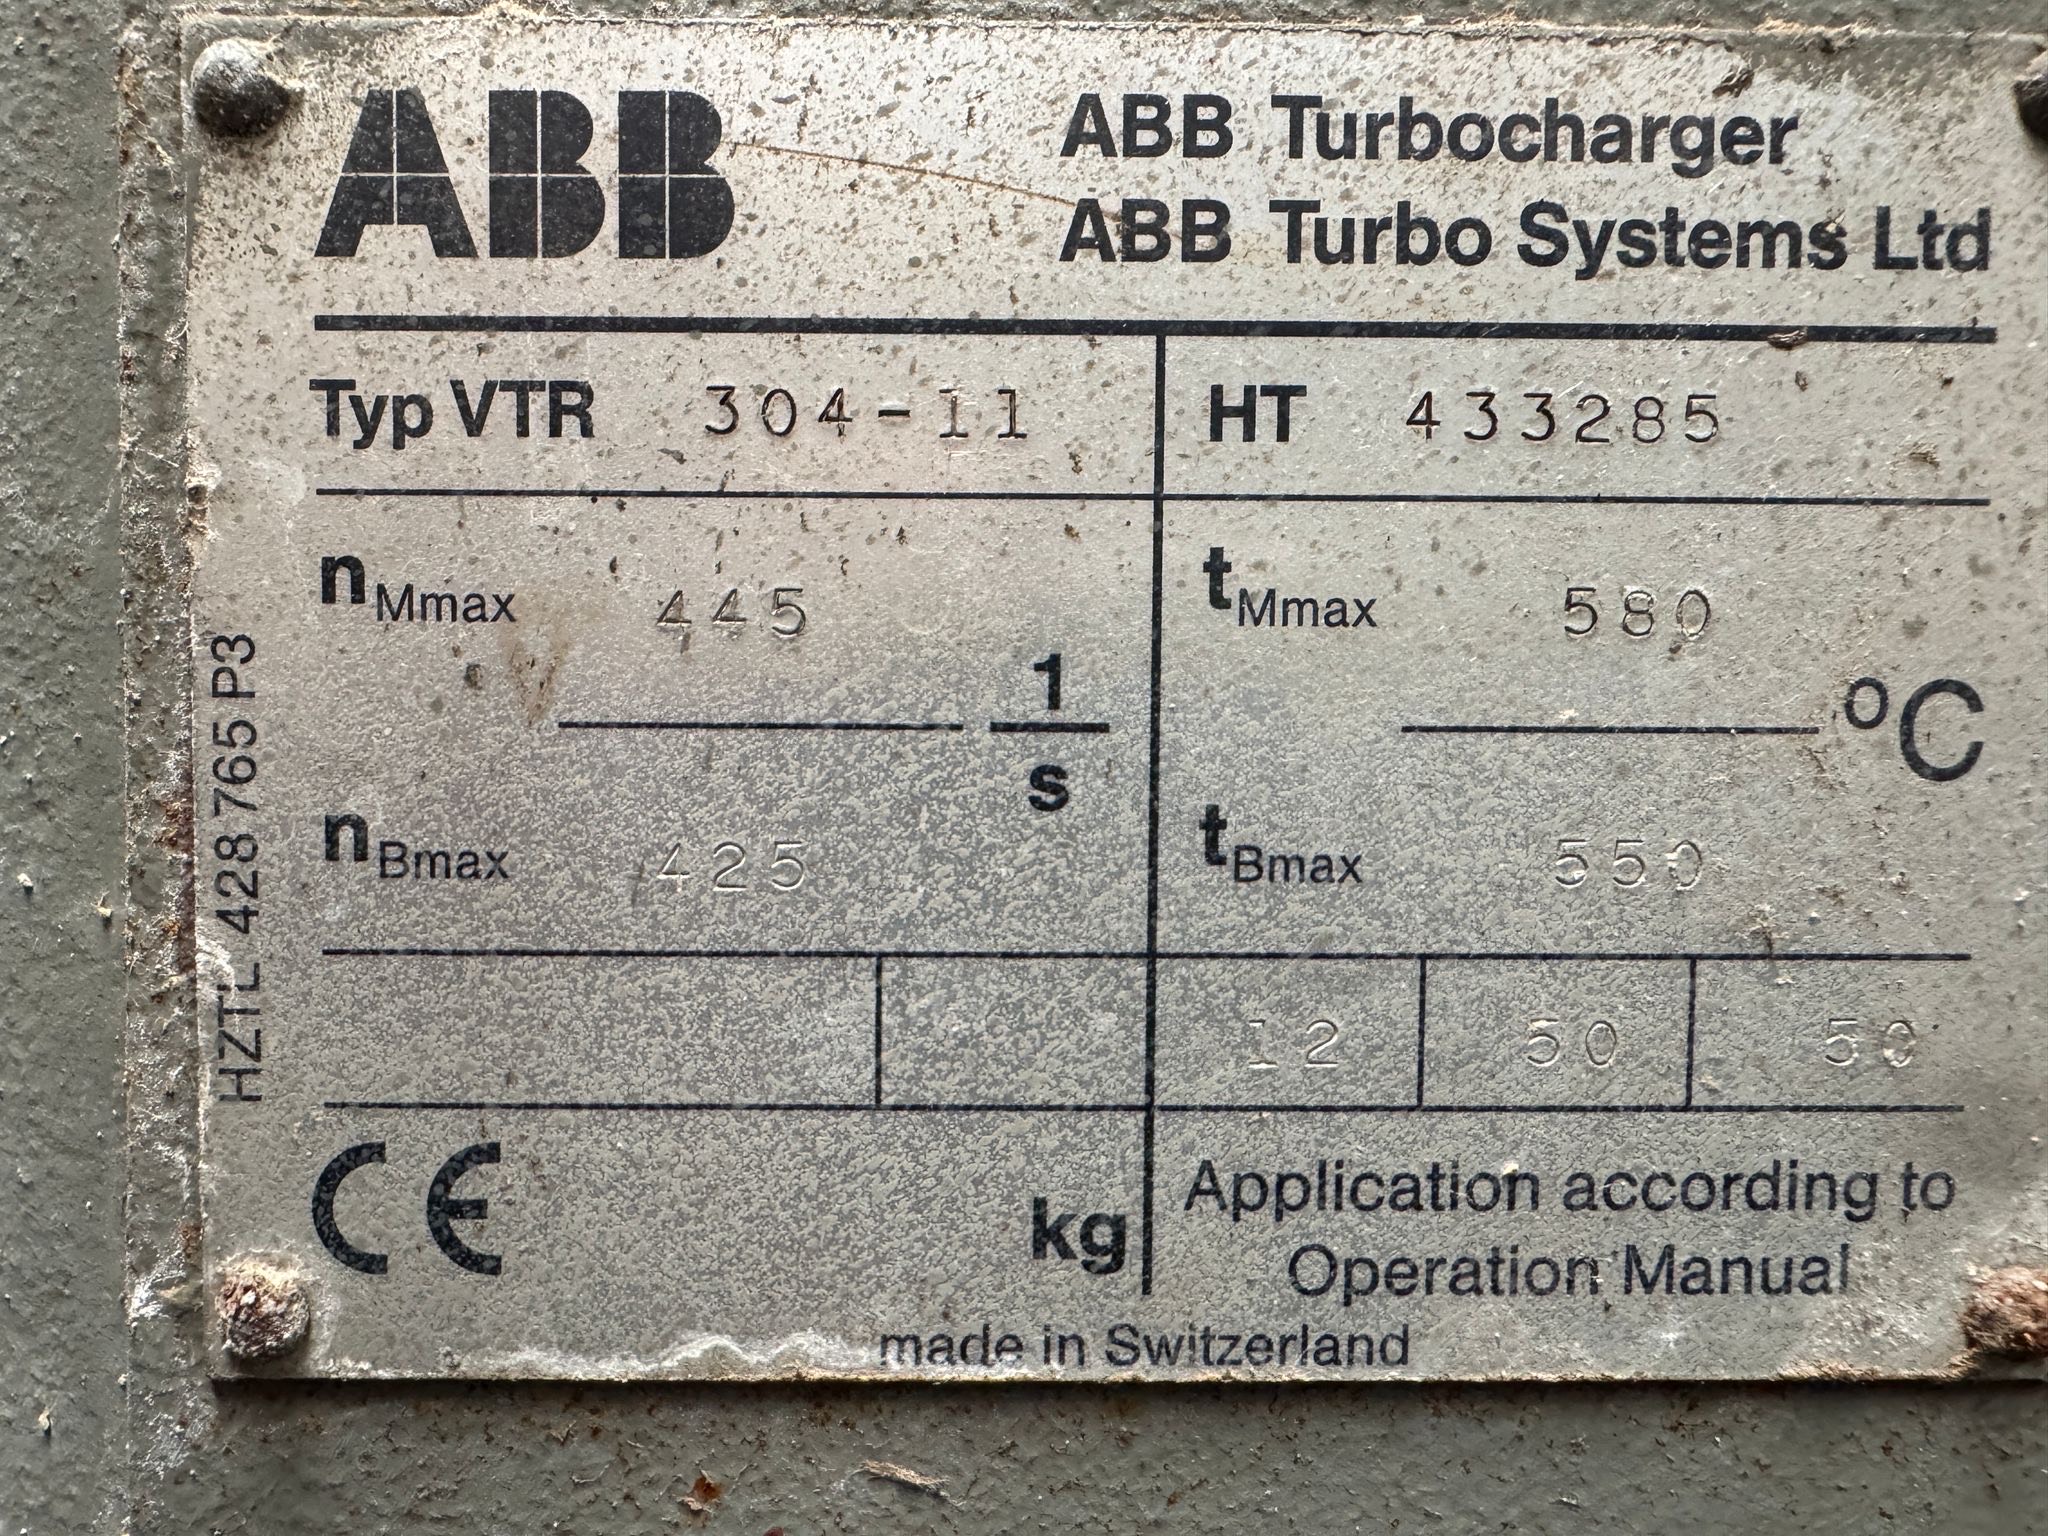 ABB
ABB Turbocharger
ABB Turbo Systems Ltd
Typ VTR 304-11
HT 433285
nMmax 445
1/s
nBmax 425
tMmax 580
°C
tBmax 550
12 50 50
CE
kg
Application according to
Operation Manual
made in Switzerland
HZTL 428 765 P3